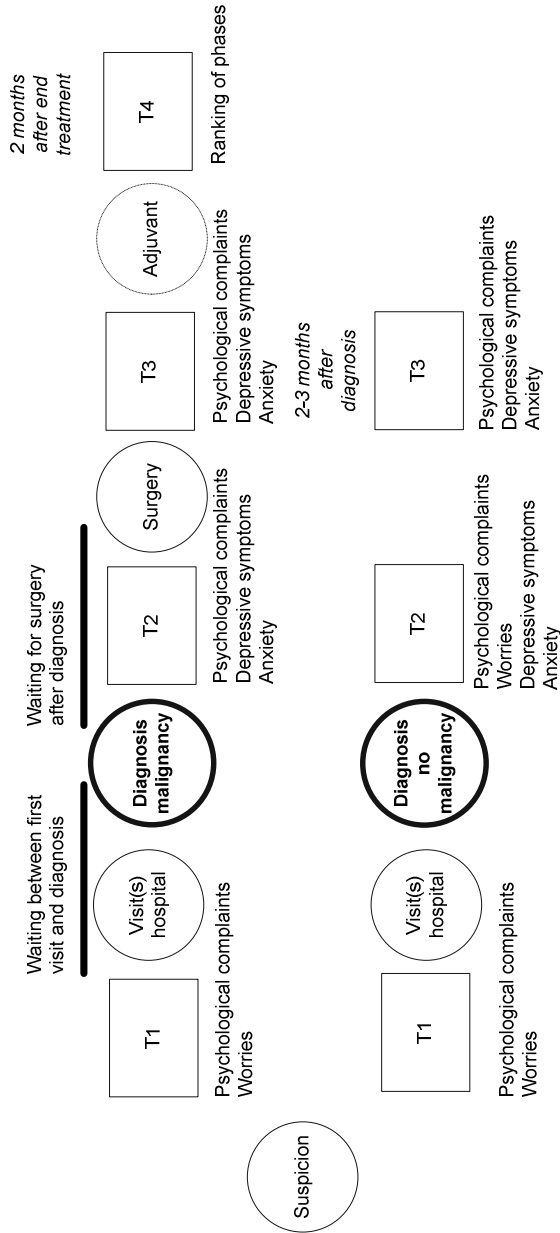 Suspicion
Waiting between first
visit and diagnosis
Waiting for surgery
after diagnosis
2 months
after end
treatment
T1
Psychological complaints
Worries
Visit(s)
hospital
Diagnosis
malignancy
T2
Psychological complaints
Depressive symptoms
Anxiety
Surgery
T3
Psychological complaints
Depressive symptoms
Anxiety
Adjuvant
T4
Ranking of phases
T1
Psychological complaints
Worries
Visit(s)
hospital
Diagnosis
no
malignancy
T2
Psychological complaints
Worries
Depressive symptoms
Anxiety
2-3 months
after
diagnosis
T3
Psychological complaints
Depressive symptoms
Anxiety